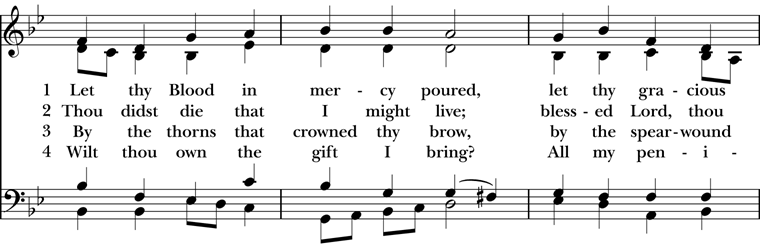 1 Let thy Blood in mer - cy poured, let thy gra - cious
2 Thou didst die that I might live; bless - ed Lord, thou
3 By the thorns that crowned thy brow, by the spear - wound
4 Wilt thou own the gift I bring? All my pen - i -